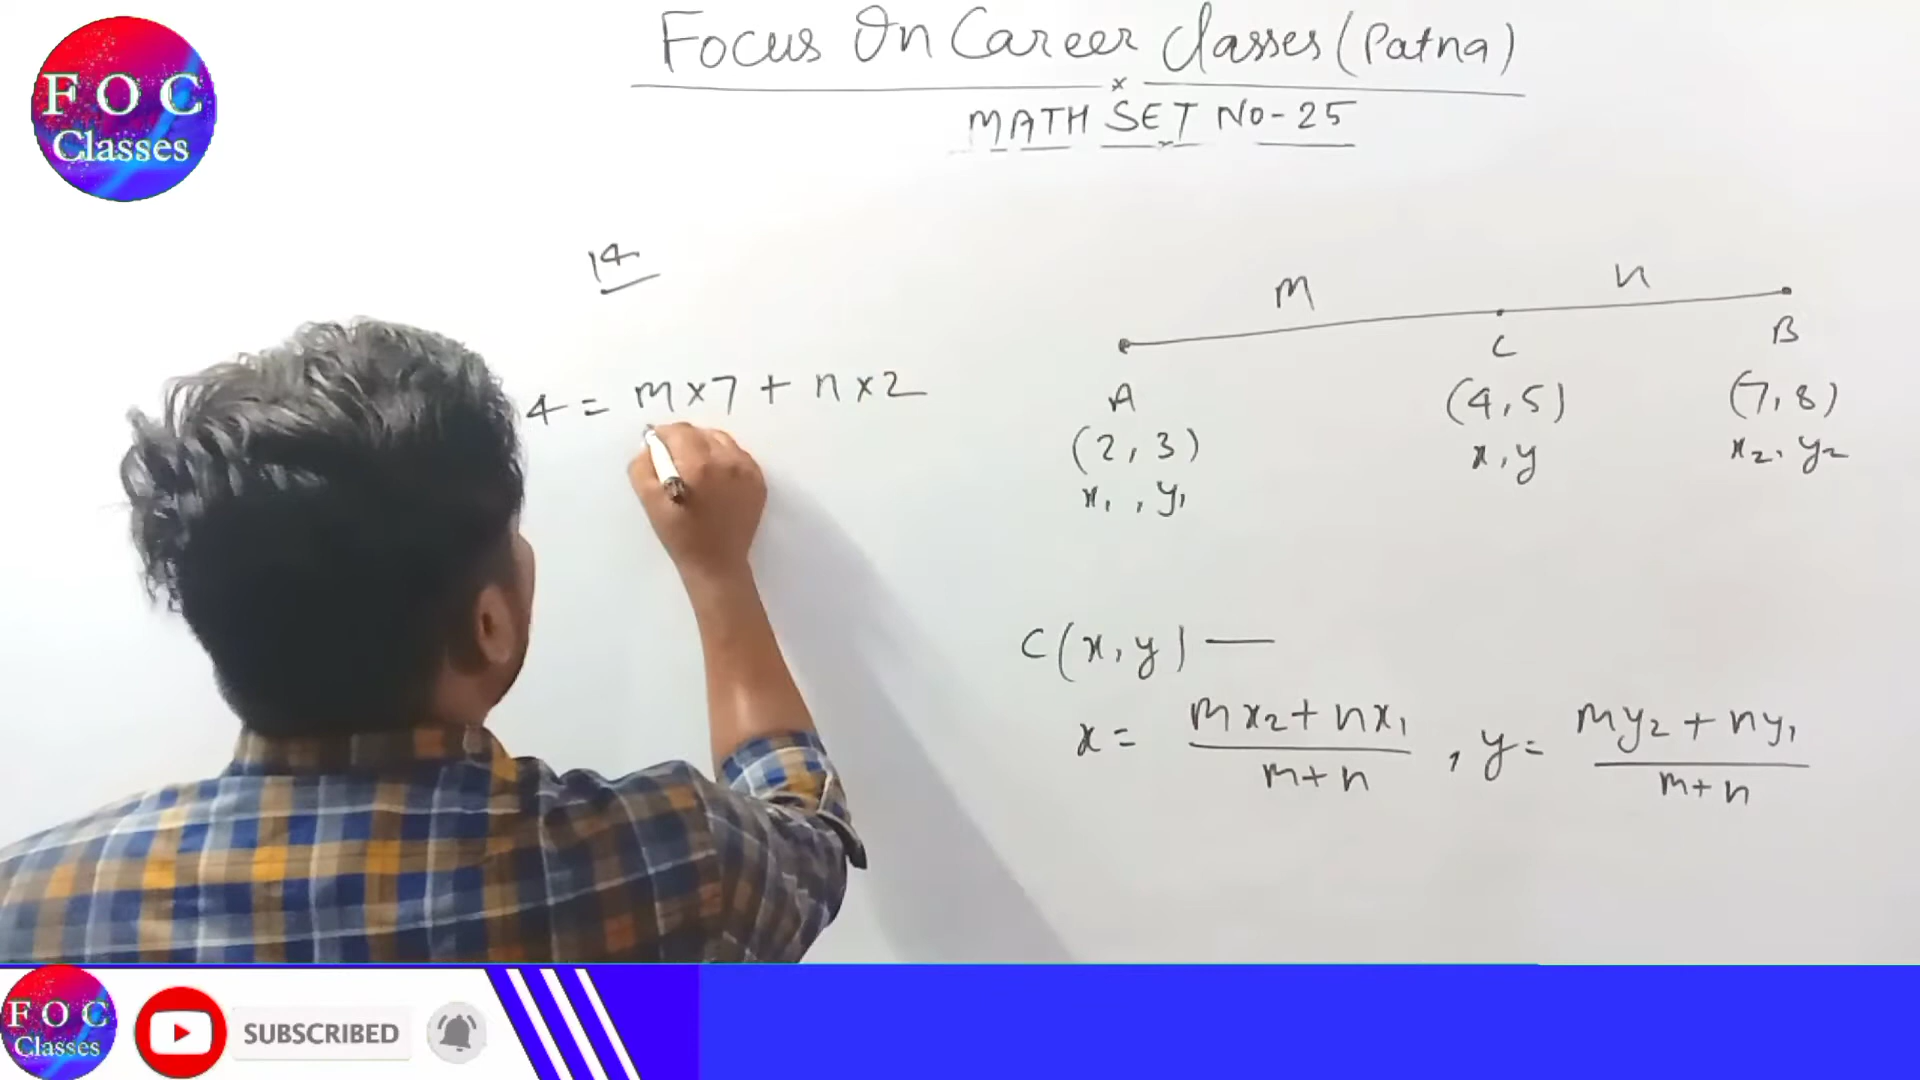 FOC
Classes
Focus On Career Classes (Patna)
MATH SET No-25
14
4 = m×7 + n×2
m
n
A
C
B
(2, 3)
(4, 5)
(7, 8)
x₁, y₁
x, y
x₂, y₂
C(x, y) —
x = mx₂ + nx₁ / m+n , y = my₂ + ny₁ / m+n
FOC
Classes
SUBSCRIBED